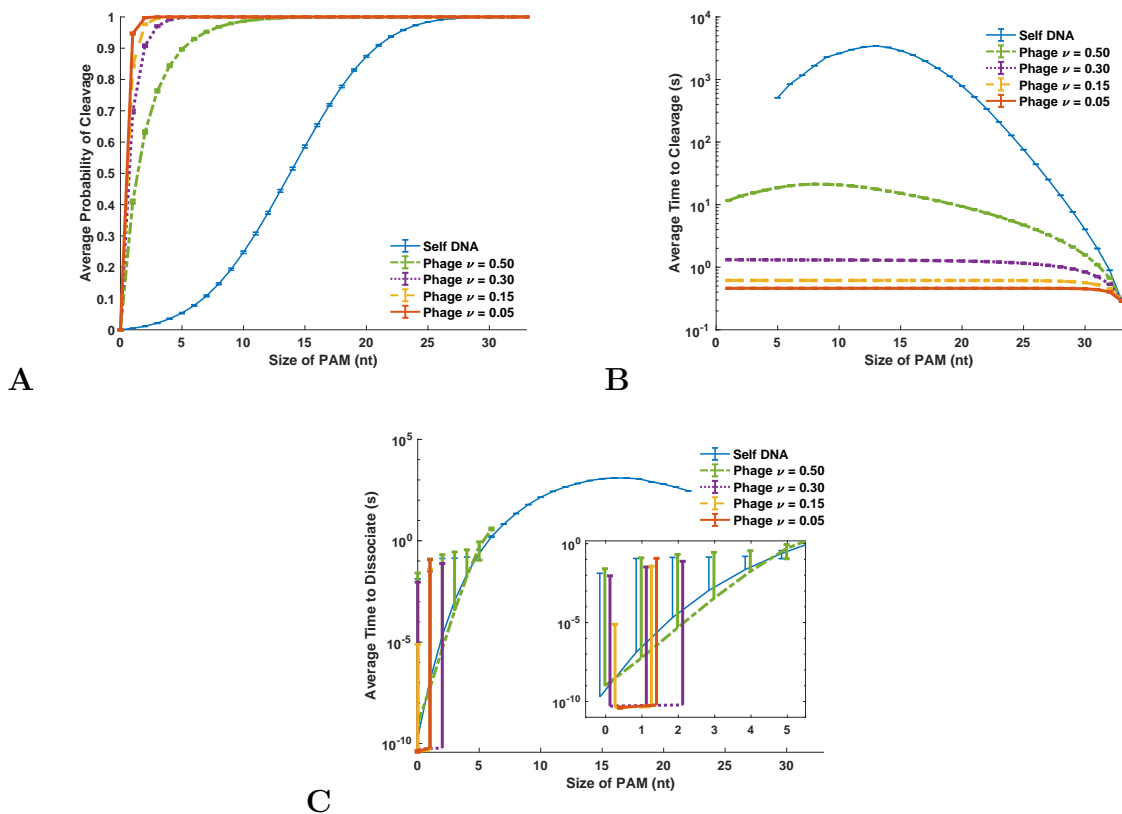 1
0.9
0.8
0.7
0.6
0.5
0.4
0.3
0.2
0.1
0
Average Probability of Cleavage
0 5 10 15 20 25 30
Size of PAM (nt)
Self DNA
Phage ν = 0.50
Phage ν = 0.30
Phage ν = 0.15
Phage ν = 0.05
A
10^4
10^3
10^2
10^1
10^0
10^-1
Average Time to Cleavage (s)
0 5 10 15 20 25 30
Size of PAM (nt)
Self DNA
Phage ν = 0.50
Phage ν = 0.30
Phage ν = 0.15
Phage ν = 0.05
B
10^5
10^0
10^-5
10^-10
Average Time to Dissociate (s)
0 5 10 15 20 25 30
Size of PAM (nt)
Self DNA
Phage ν = 0.50
Phage ν = 0.30
Phage ν = 0.15
Phage ν = 0.05
10^0
10^-5
10^-10
0 1 2 3 4 5
C